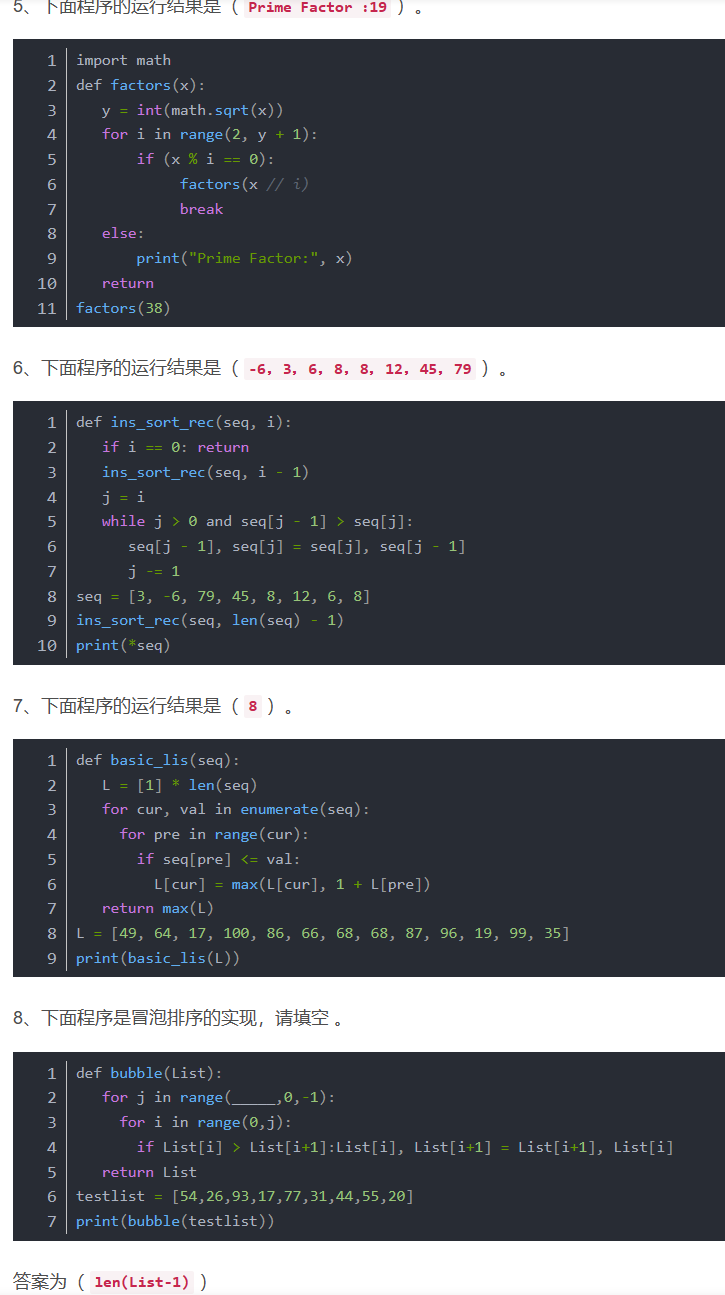 5、下面程序的运行结果是（ Prime Factor :19 ）。
1 import math
2 def factors(x):
3 y = int(math.sqrt(x))
4 for i in range(2, y + 1):
5 if (x % i == 0):
6 factors(x // i)
7 break
8 else:
9 print("Prime Factor:", x)
10 return
11 factors(38)
6、下面程序的运行结果是（ -6, 3, 6, 8, 8, 12, 45, 79 ）。
1 def ins_sort_rec(seq, i):
2 if i == 0: return
3 ins_sort_rec(seq, i - 1)
4 j = i
5 while j > 0 and seq[j - 1] > seq[j]:
6 seq[j - 1], seq[j] = seq[j], seq[j - 1]
7 j -= 1
8 seq = [3, -6, 79, 45, 8, 12, 6, 8]
9 ins_sort_rec(seq, len(seq) - 1)
10 print(*seq)
7、下面程序的运行结果是（ 8 ）。
1 def basic_lis(seq):
2 L = [1] * len(seq)
3 for cur, val in enumerate(seq):
4 for pre in range(cur):
5 if seq[pre] <= val:
6 L[cur] = max(L[cur], 1 + L[pre])
7 return max(L)
8 L = [49, 64, 17, 100, 86, 66, 68, 68, 87, 96, 19, 99, 35]
9 print(basic_lis(L))
8、下面程序是冒泡排序的实现，请填空 。
1 def bubble(List):
2 for j in range(_____,0,-1):
3 for i in range(0,j):
4 if List[i] > List[i+1]:List[i], List[i+1] = List[i+1], List[i]
5 return List
6 testlist = [54,26,93,17,77,31,44,55,20]
7 print(bubble(testlist))
答案为（ len(List-1) ）